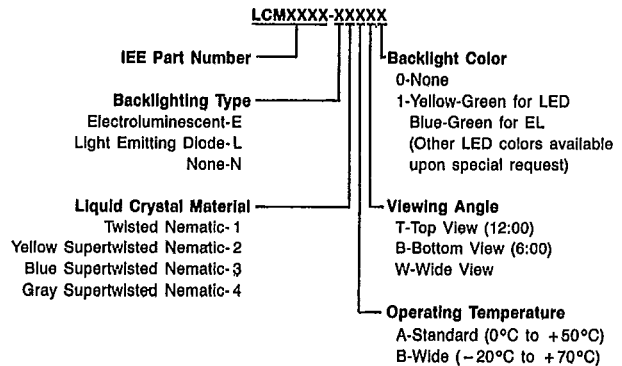 LCMXXXX-XXXXX
IEE Part Number
Backlighting Type
Electroluminescent-E
Light Emitting Diode-L
None-N
Liquid Crystal Material
Twisted Nematic-1
Yellow Supertwisted Nematic-2
Blue Supertwisted Nematic-3
Gray Supertwisted Nematic-4
Backlight Color
0-None
1-Yellow-Green for LED
Blue-Green for EL
(Other LED colors available
upon special request)
Viewing Angle
T-Top View (12:00)
B-Bottom View (6:00)
W-Wide View
Operating Temperature
A-Standard (0°C to +50°C)
B-Wide (−20°C to +70°C)